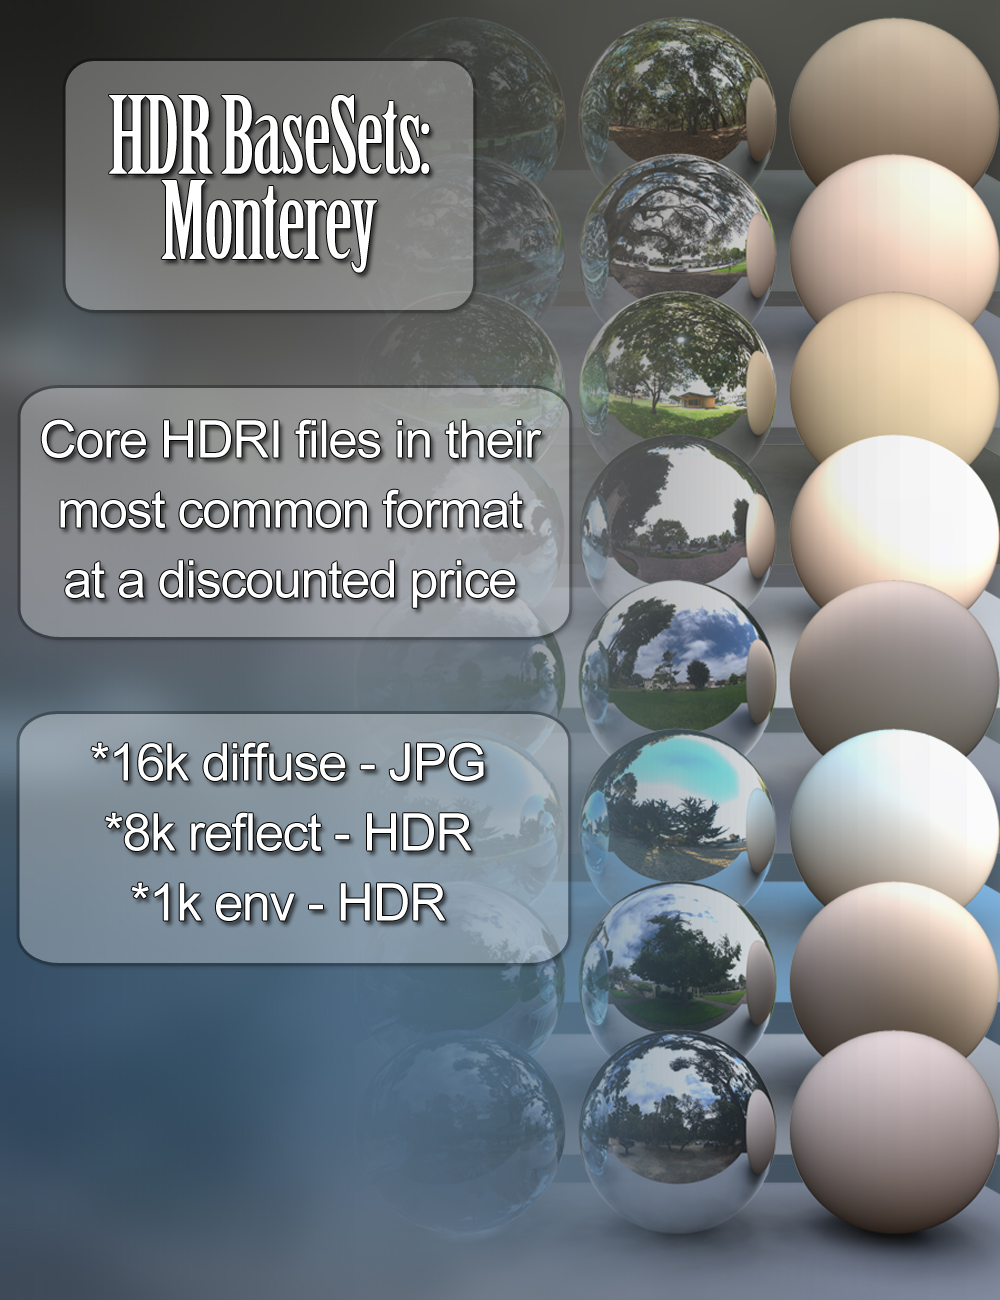 HDR BaseSets:
Monterey
Core HDRI files in their
most common format
at a discounted price
*16k diffuse - JPG
*8k reflect - HDR
*1k env - HDR